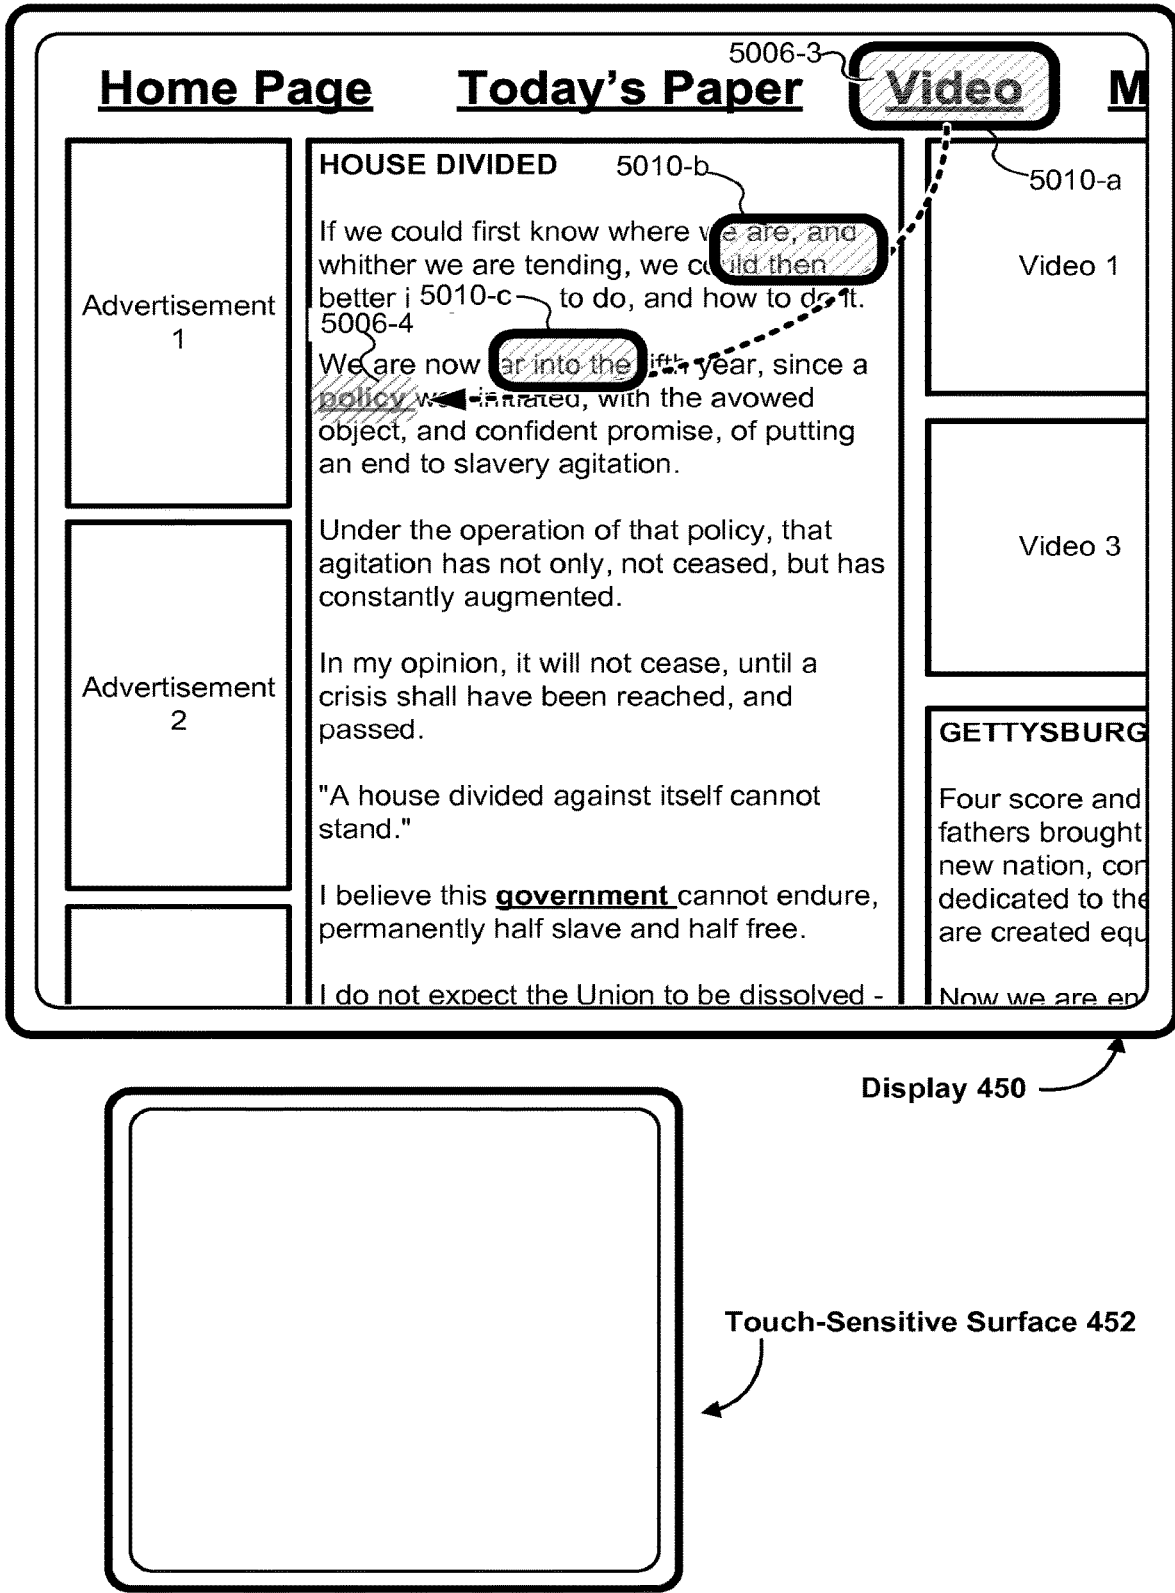 5006-3
Home Page Today's Paper Video M
5010-a
Advertisement
1
Advertisement
2
HOUSE DIVIDED
5010-b
If we could first know where we are, and
whither we are tending, we could then
better i 5010-c to do, and how to do it.
5006-4
We are now far into the fifth year, since a
policy was initiated, with the avowed
object, and confident promise, of putting
an end to slavery agitation.
Under the operation of that policy, that
agitation has not only, not ceased, but has
constantly augmented.
In my opinion, it will not cease, until a
crisis shall have been reached, and
passed.
"A house divided against itself cannot
stand."
I believe this government cannot endure,
permanently half slave and half free.
I do not expect the Union to be dissolved -
Video 1
Video 3
GETTYSBURG
Four score and
fathers brought
new nation, con
dedicated to the
are created equ
Now we are en
Display 450
Touch-Sensitive Surface 452